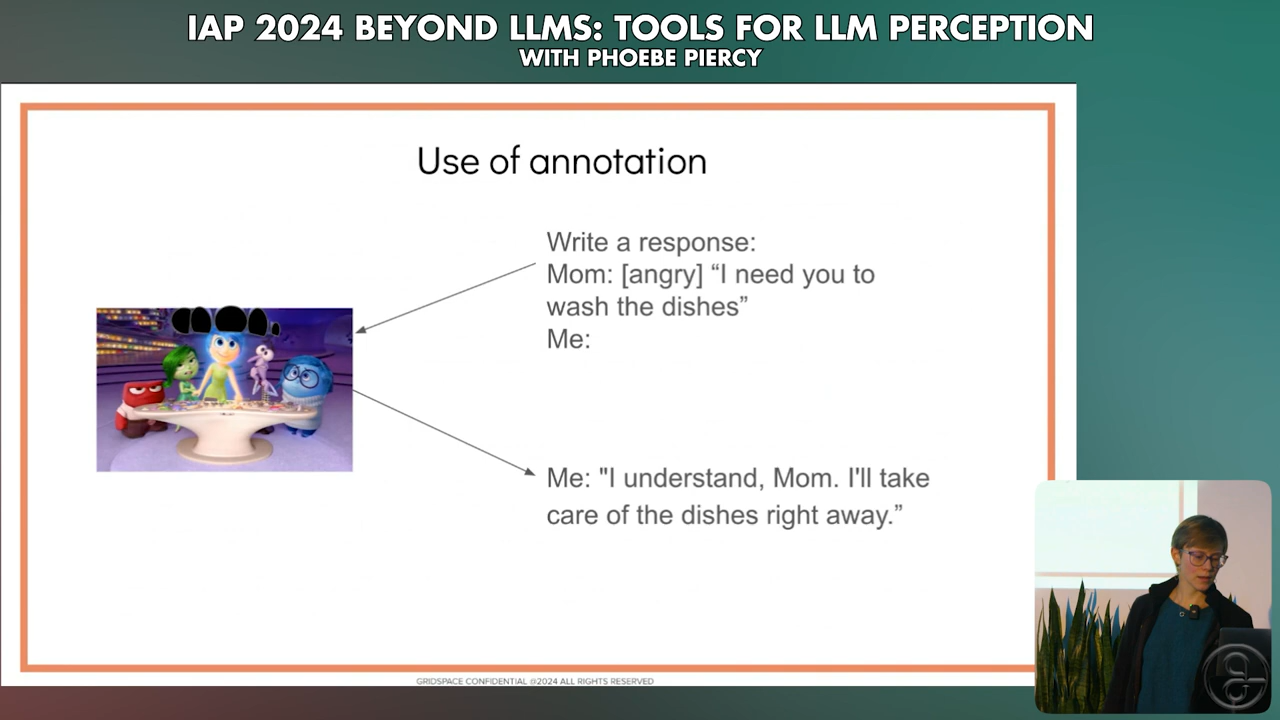 IAP 2024 BEYOND LLMS: TOOLS FOR LLM PERCEPTION
WITH PHOEBE PIERCY
Use of annotation
Write a response:
Mom: [angry] “I need you to
wash the dishes”
Me:
Me: "I understand, Mom. I'll take
care of the dishes right away.”
GRIDSPACE CONFIDENTIAL @2024 ALL RIGHTS RESERVED